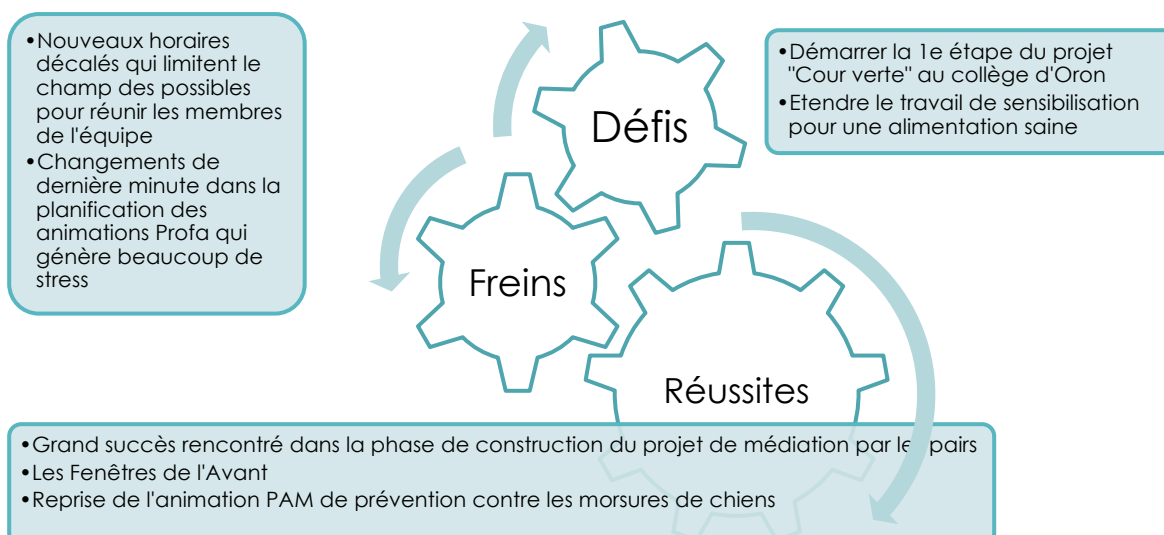 •Nouveaux horaires
décalés qui limitent le
champ des possibles
pour réunir les membres
de l'équipe
•Changements de
dernière minute dans la
planification des
animations Profa qui
génère beaucoup de
stress
Défis
•Démarrer la 1e étape du projet
"Cour verte" au collège d'Oron
•Etendre le travail de sensibilisation
pour une alimentation saine
Freins
Réussites
•Grand succès rencontré dans la phase de construction du projet de médiation par les pairs
•Les Fenêtres de l'Avant
•Reprise de l'animation PAM de prévention contre les morsures de chiens